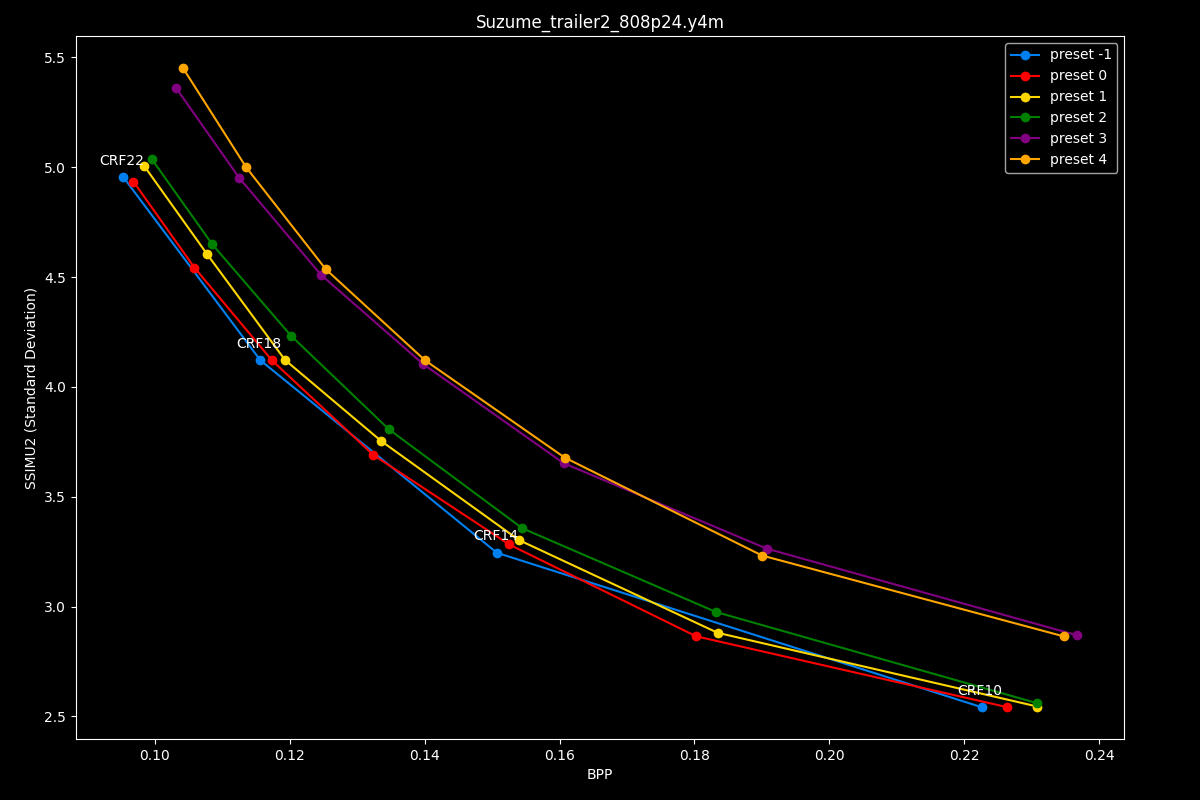 Suzume_trailer2_808p24.y4m
preset -1
preset 0
preset 1
preset 2
preset 3
preset 4
5.5
5.0
4.5
4.0
3.5
3.0
2.5
SSIMU2 (Standard Deviation)
CRF22
CRF18
CRF14
CRF10
0.10 0.12 0.14 0.16 0.18 0.20 0.22 0.24
BPP